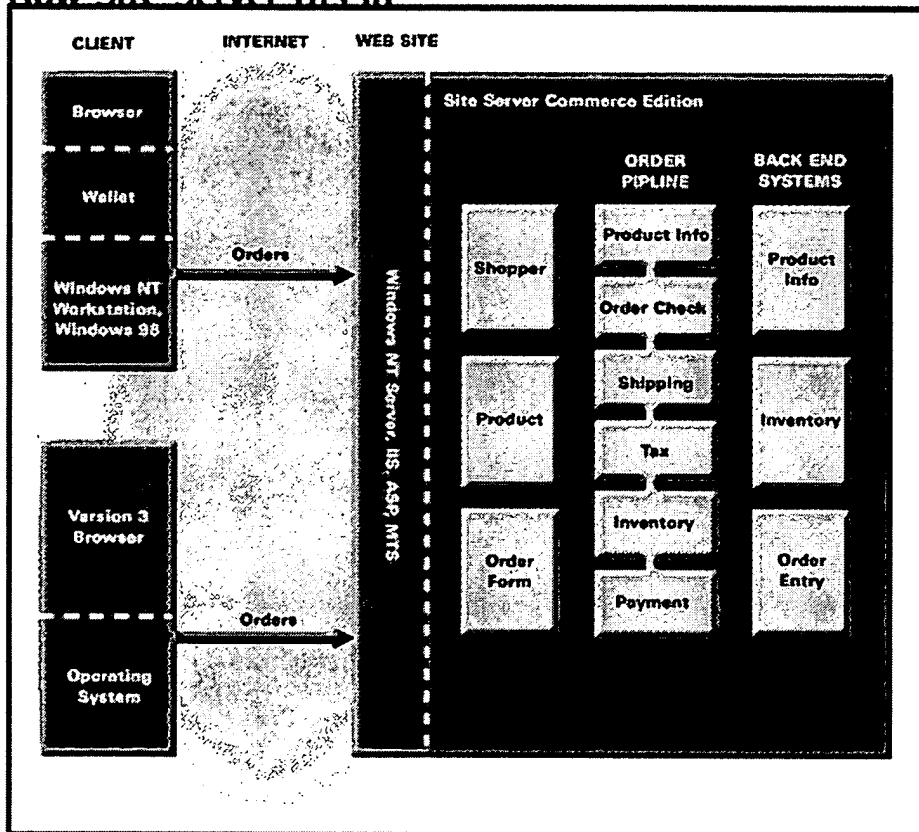 CLIENT
INTERNET
WEB SITE
Browser
Wallet
Windows NT
Workstation,
Windows 98
Orders
Version 3
Browser
Operating
System
Orders
Windows NT Server, IIS, ASP, MTS
Site Server Commerce Edition
Shopper
Product
Order
Form
ORDER
PIPLINE
Product Info
Order Check
Shipping
Tax
Inventory
Payment
BACK END
SYSTEMS
Product
Info
Inventory
Order
Entry